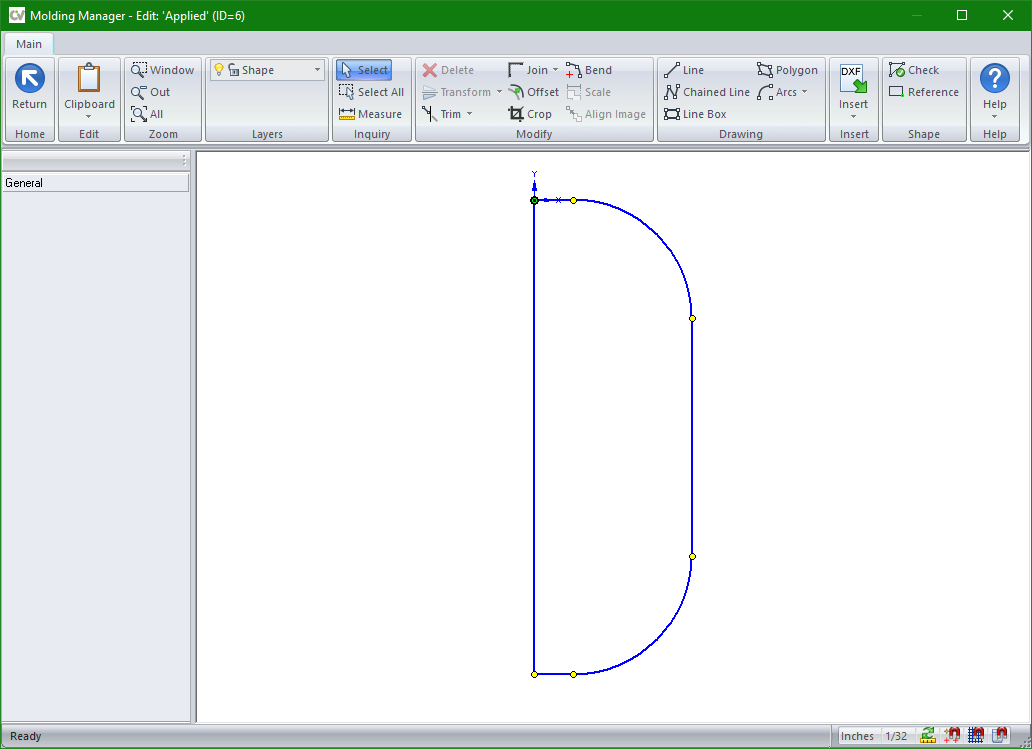 CV Molding Manager - Edit: 'Applied' (ID=6)
Main
Return
Home
Clipboard
Edit
Window
Out
All
Zoom
Shape
Layers
Select
Select All
Measure
Inquiry
Delete
Transform
Trim
Join
Offset
Crop
Bend
Scale
Align Image
Modify
Line
Chained Line
Line Box
Polygon
Arcs
Drawing
DXF
Insert
Insert
Check
Reference
Shape
Help
Help
General
Y
X
Ready
Inches
1/32